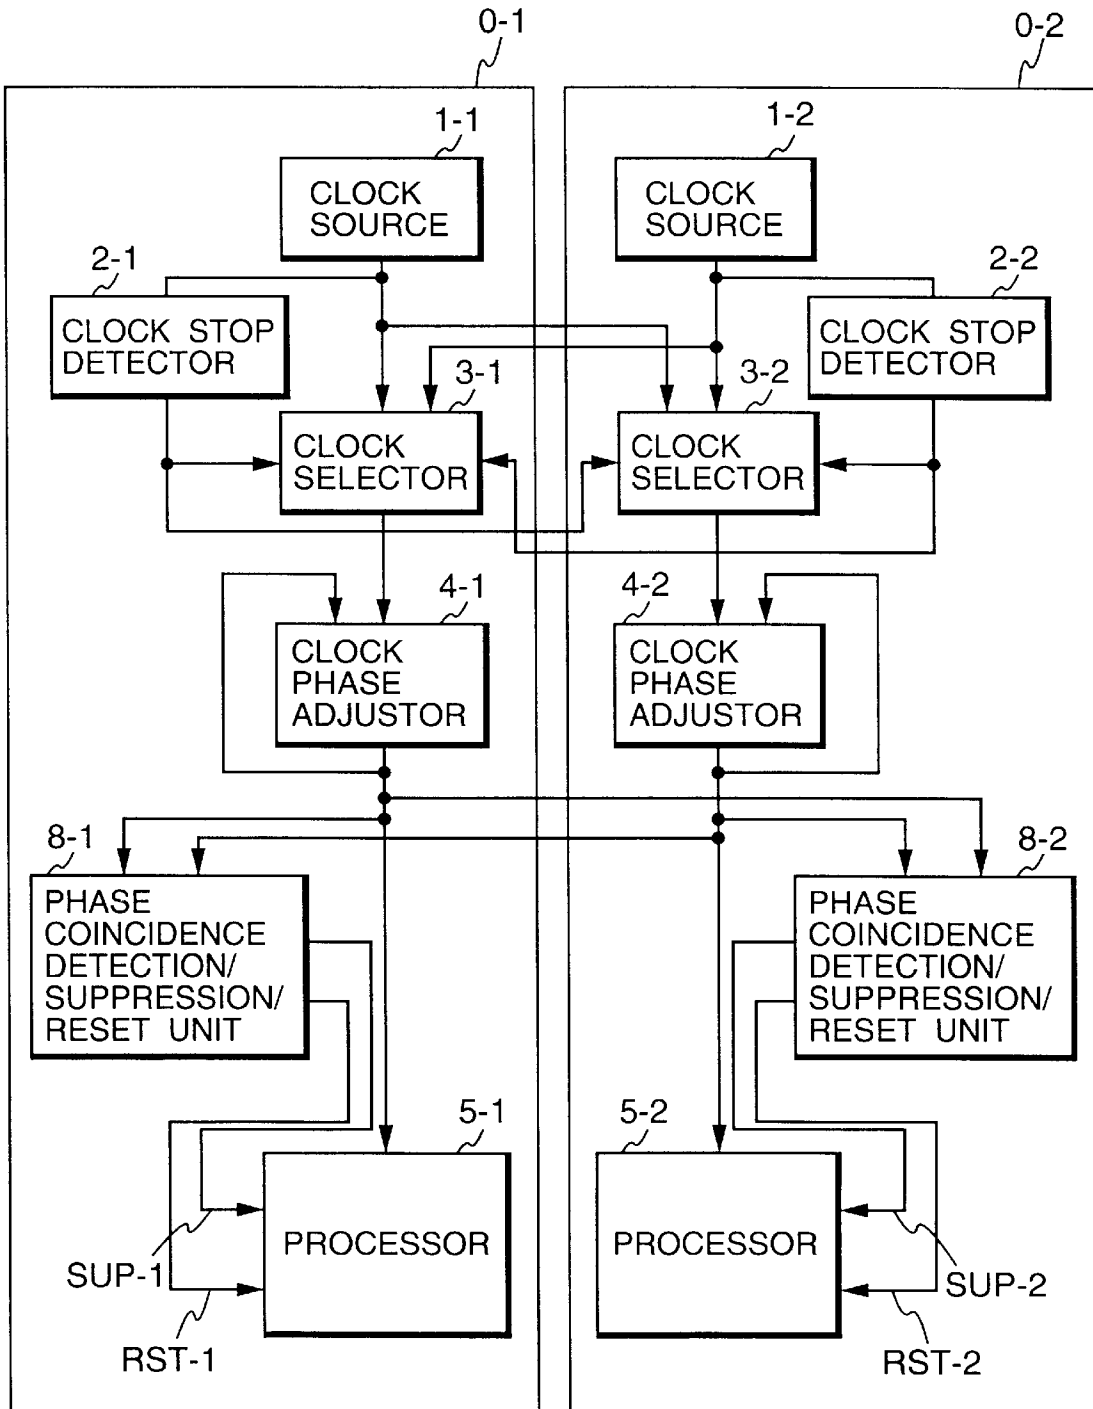 0-1
0-2
1-1
1-2
CLOCK
SOURCE
CLOCK
SOURCE
2-1
2-2
CLOCK STOP
DETECTOR
CLOCK STOP
DETECTOR
3-1
3-2
CLOCK
SELECTOR
CLOCK
SELECTOR
4-1
4-2
CLOCK
PHASE
ADJUSTOR
CLOCK
PHASE
ADJUSTOR
8-1
8-2
PHASE
COINCIDENCE
DETECTION/
SUPPRESSION/
RESET UNIT
PHASE
COINCIDENCE
DETECTION/
SUPPRESSION/
RESET UNIT
5-1
5-2
PROCESSOR
PROCESSOR
SUP-1
SUP-2
RST-1
RST-2